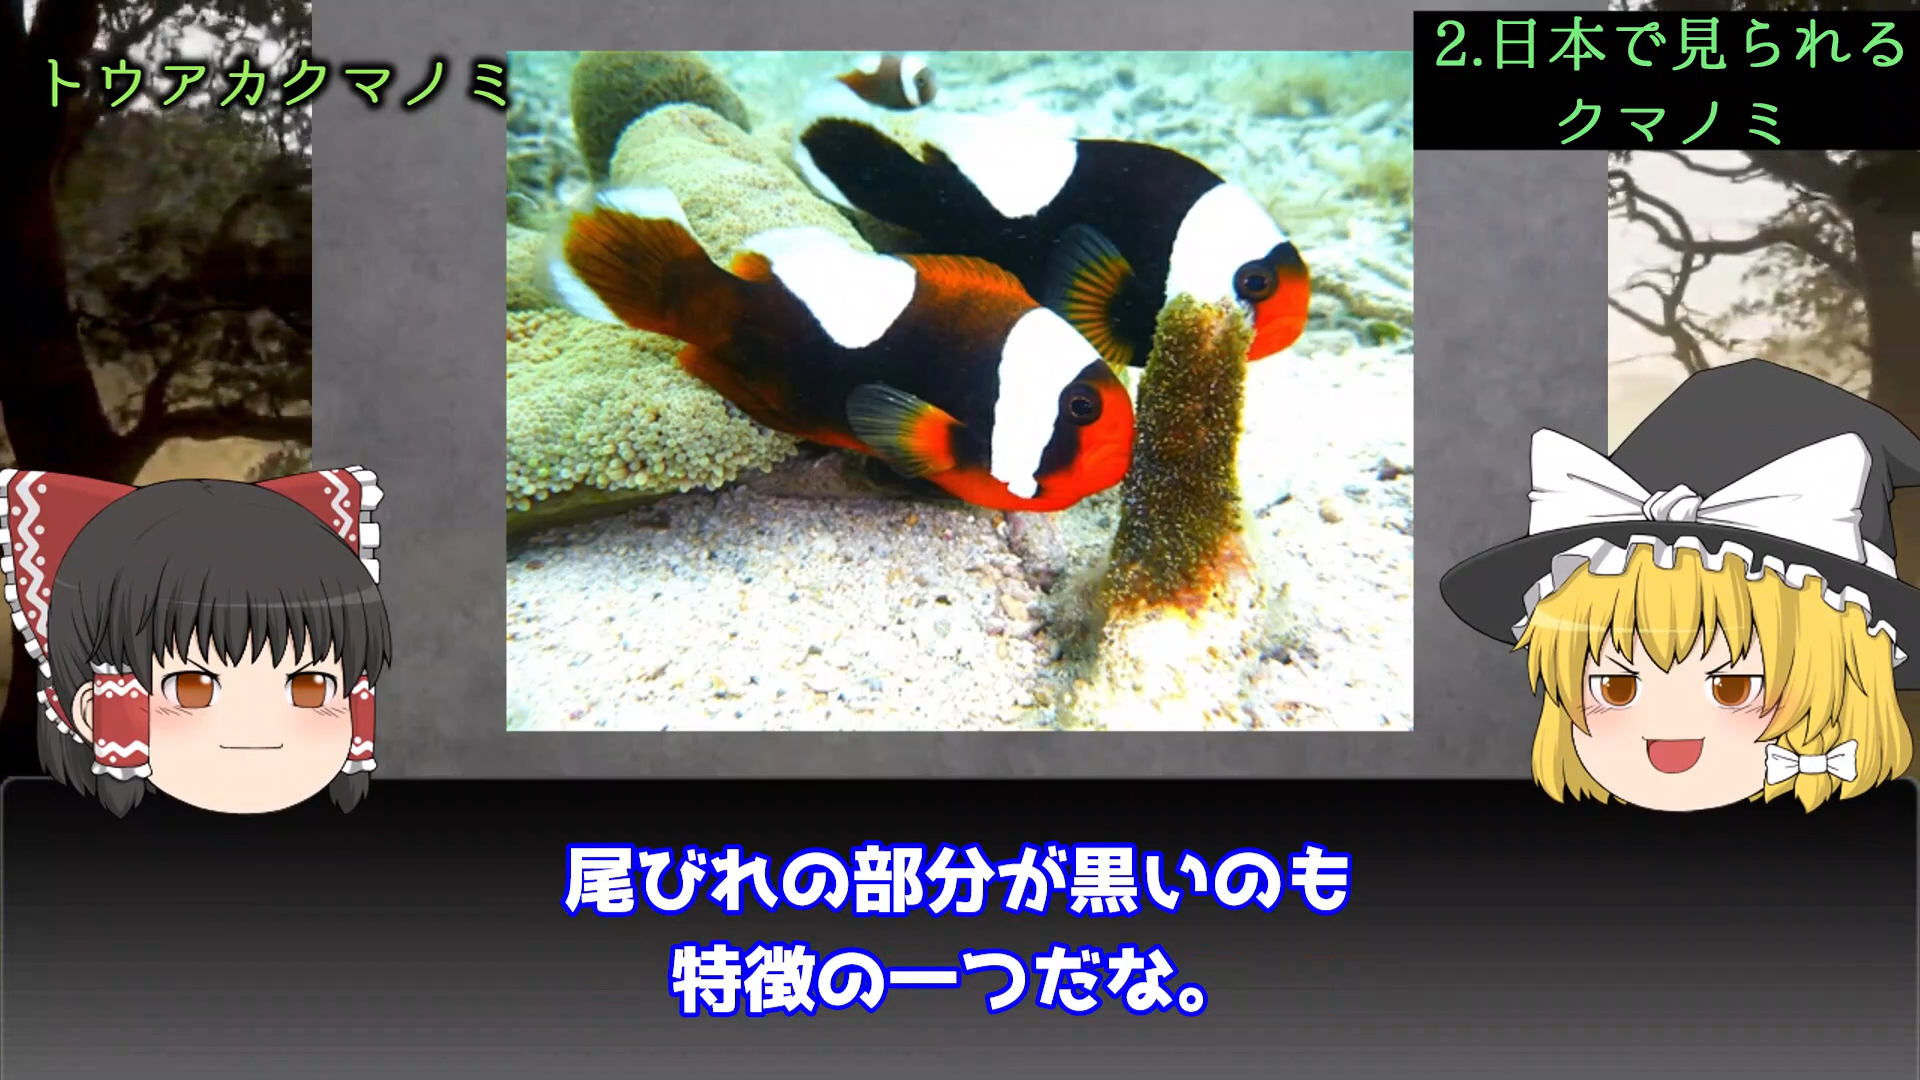 トウアカクマノミ
2.日本で見られる
クマノミ
尾びれの部分が黒いのも
特徴の一つだな。